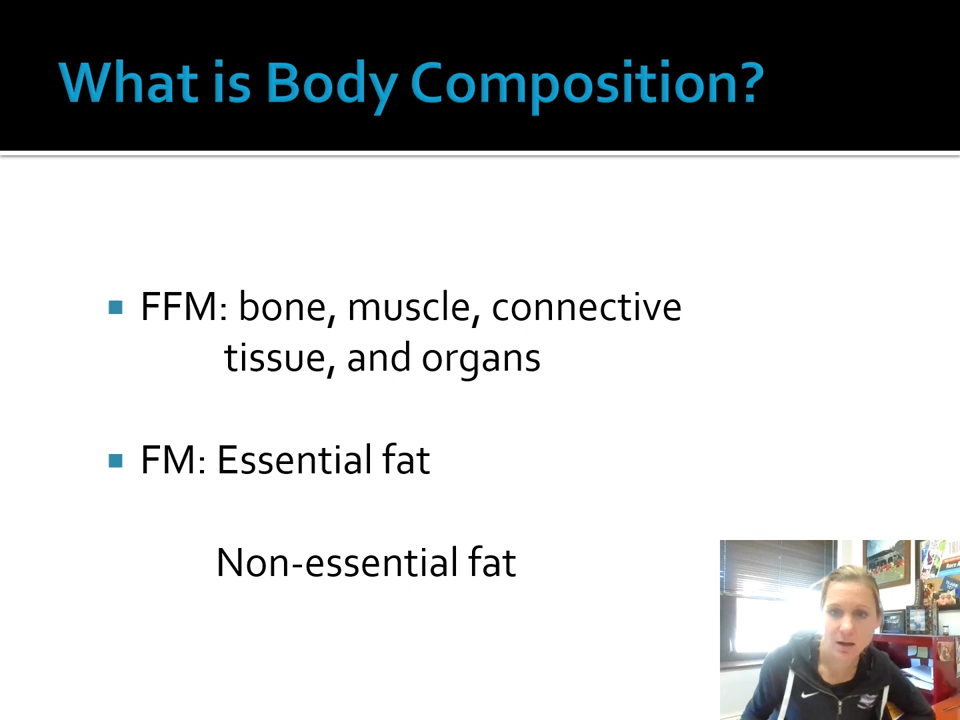 What is Body Composition?
FFM: bone, muscle, connective
tissue, and organs
FM: Essential fat
Non-essential fat